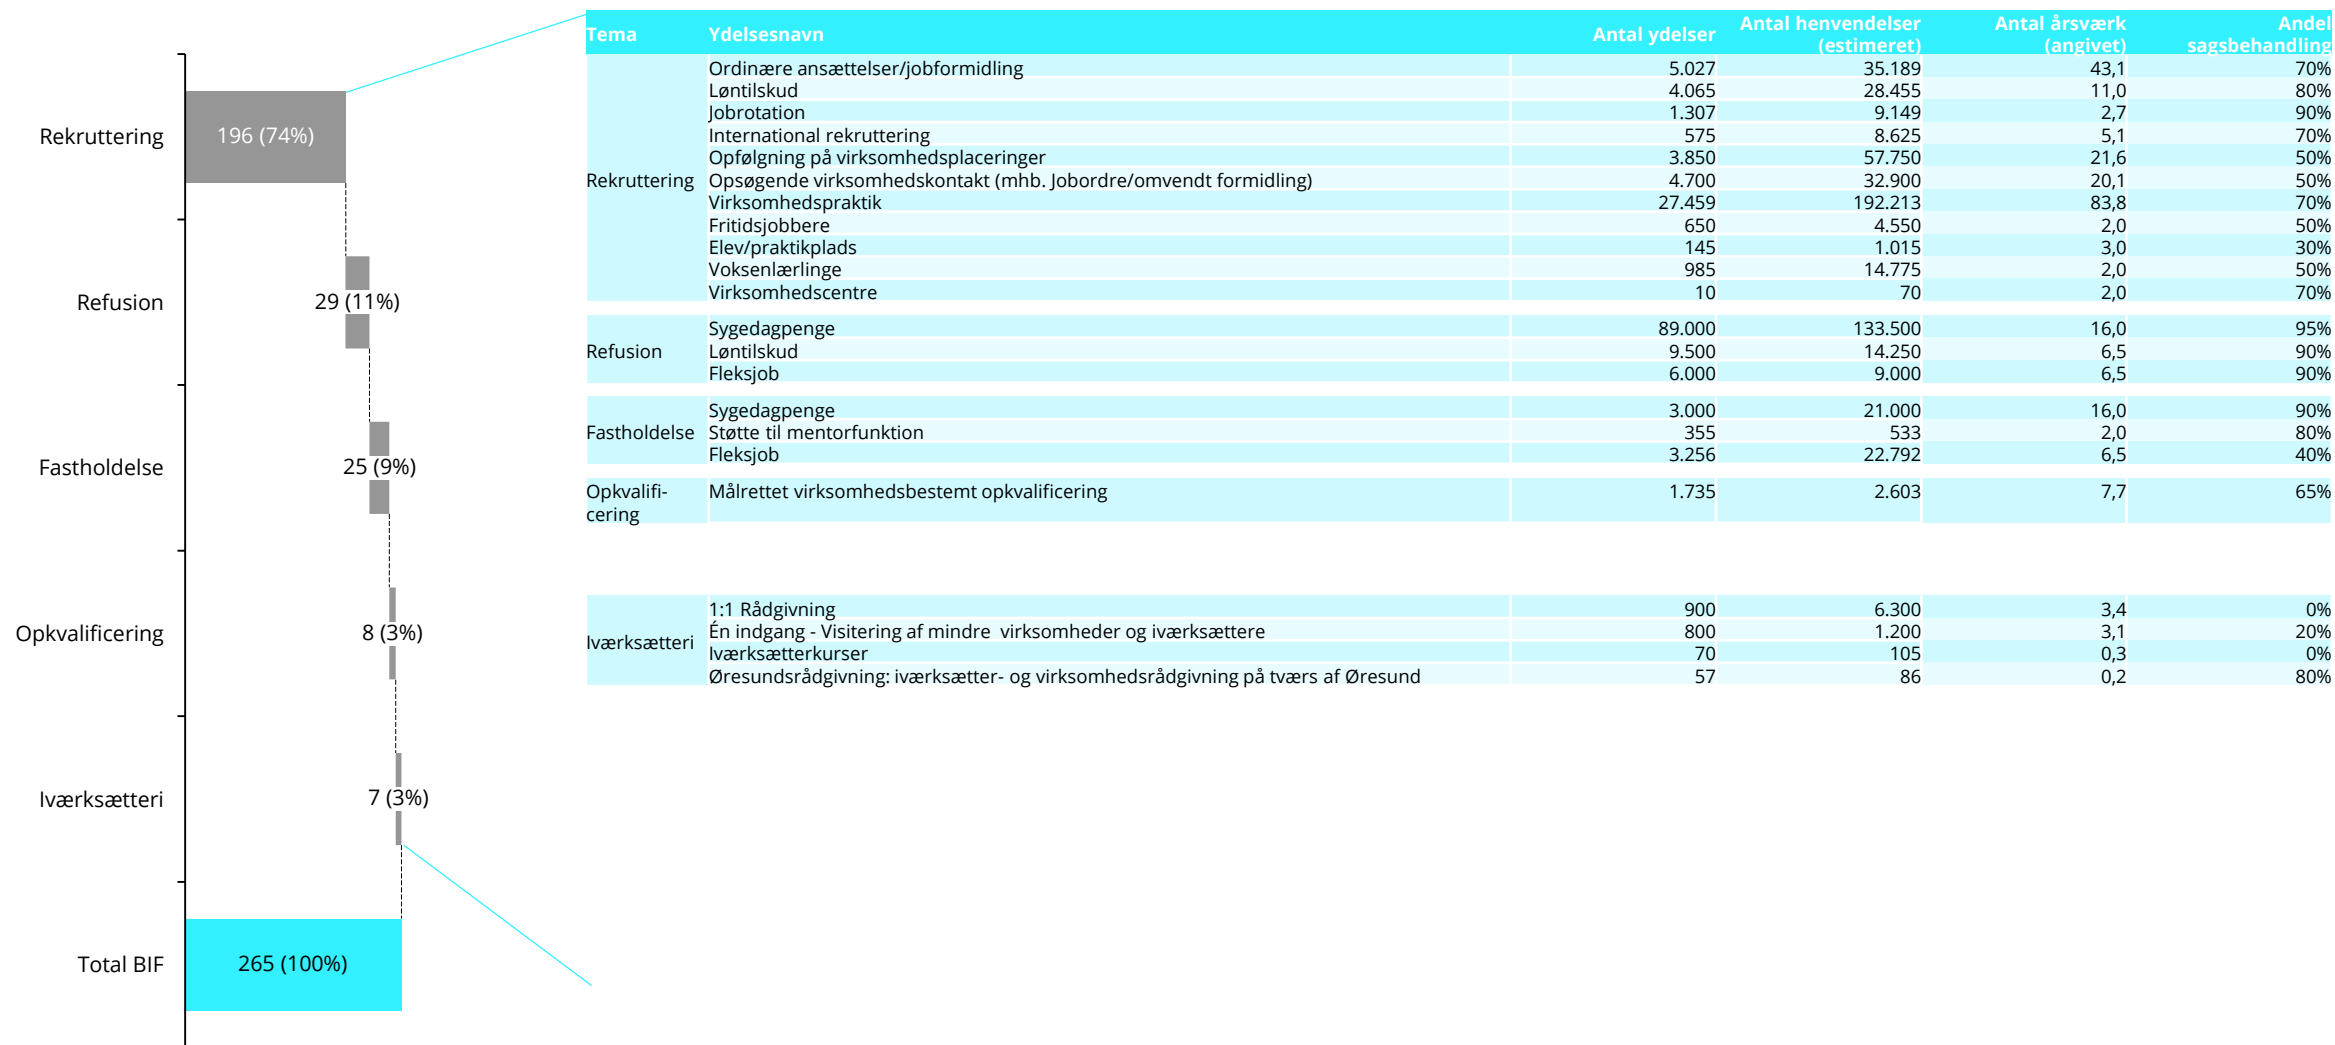 Rekruttering
196 (74%)
Refusion
29 (11%)
Fastholdelse
25 (9%)
Opkvalificering
8 (3%)
Iværksætteri
7 (3%)
Total BIF
265 (100%)
Tema Ydelsesnavn Antal ydelser Antal henvendelser (estimeret) Antal årsværk (angivet) Andel sagsbehandling
Rekruttering
Ordinære ansættelser/jobformidling 5.027 35.189 43,1 70%
Løntilskud 4.065 28.455 11,0 80%
Jobrotation 1.307 9.149 2,7 90%
International rekruttering 575 8.625 5,1 70%
Opfølgning på virksomhedsplaceringer 3.850 57.750 21,6 50%
Opsøgende virksomhedskontakt (mhb. Jobordre/omvendt formidling) 4.700 32.900 20,1 50%
Virksomhedspraktik 27.459 192.213 83,8 70%
Fritidsjobbere 650 4.550 2,0 50%
Elev/praktikplads 145 1.015 3,0 30%
Voksenlærlinge 985 14.775 2,0 50%
Virksomhedscentre 10 70 2,0 70%
Refusion
Sygedagpenge 89.000 133.500 16,0 95%
Løntilskud 9.500 14.250 6,5 90%
Fleksjob 6.000 9.000 6,5 90%
Fastholdelse
Sygedagpenge 3.000 21.000 16,0 90%
Støtte til mentorfunktion 355 533 2,0 80%
Fleksjob 3.256 22.792 6,5 40%
Opkvalifi-
cering
Målrettet virksomhedsbestemt opkvalificering 1.735 2.603 7,7 65%
Iværksætteri
1:1 Rådgivning 900 6.300 3,4 0%
Én indgang - Visitering af mindre virksomheder og iværksættere 800 1.200 3,1 20%
Iværksætterkurser 70 105 0,3 0%
Øresundsrådgivning: iværksætter- og virksomhedsrådgivning på tværs af Øresund 57 86 0,2 80%